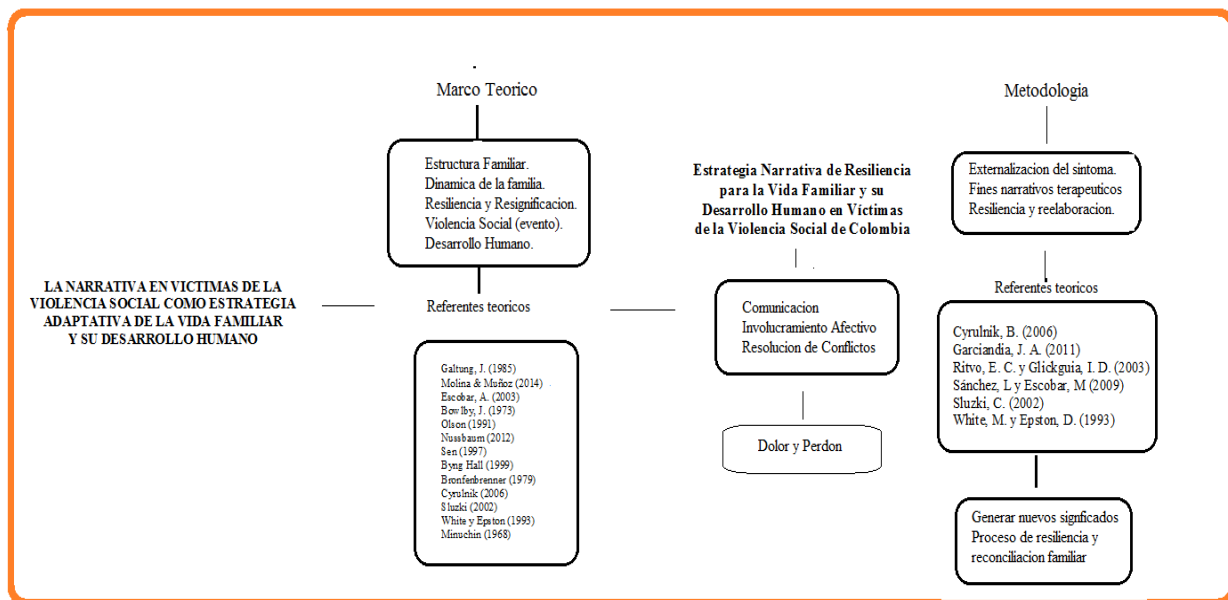 LA NARRATIVA EN VICTIMAS DE LA
VIOLENCIA SOCIAL COMO ESTRATEGIA
ADAPTATIVA DE LA VIDA FAMILIAR
Y SU DESARROLLO HUMANO
Marco Teorico
Estructura Familiar.
Dinamica de la familia.
Resiliencia y Resignificacion.
Violencia Social (evento).
Desarrollo Humano.
Referentes teoricos
Galtung, J. (1985)
Molina & Muñoz (2014)
Escobar, A. (2003)
Bowlby, J. (1973)
Olson (1991)
Nussbaum (2012)
Sen (1997)
Byng Hall (1999)
Bronfenbrenner (1979)
Cyrulnik (2006)
Sluzki (2002)
White y Epston (1993)
Minuchin (1968)
Estrategia Narrativa de Resiliencia
para la Vida Familiar y su
Desarrollo Humano en Víctimas
de la Violencia Social de Colombia
Comunicacion
Involucramiento Afectivo
Resolucion de Conflictos
Dolor y Perdon
Metodologia
Externalizacion del sintoma.
Fines narrativos terapeuticos
Resiliencia y reelaboracion.
Referentes teoricos
Cyrulnik, B. (2006)
Garciandia, J. A. (2011)
Ritvo, E. C. y Glickguia, I. D. (2003)
Sánchez, L y Escobar, M (2009)
Sluzki, C. (2002)
White, M. y Epston, D. (1993)
Generar nuevos signficados
Proceso de resiliencia y
reconciliacion familiar